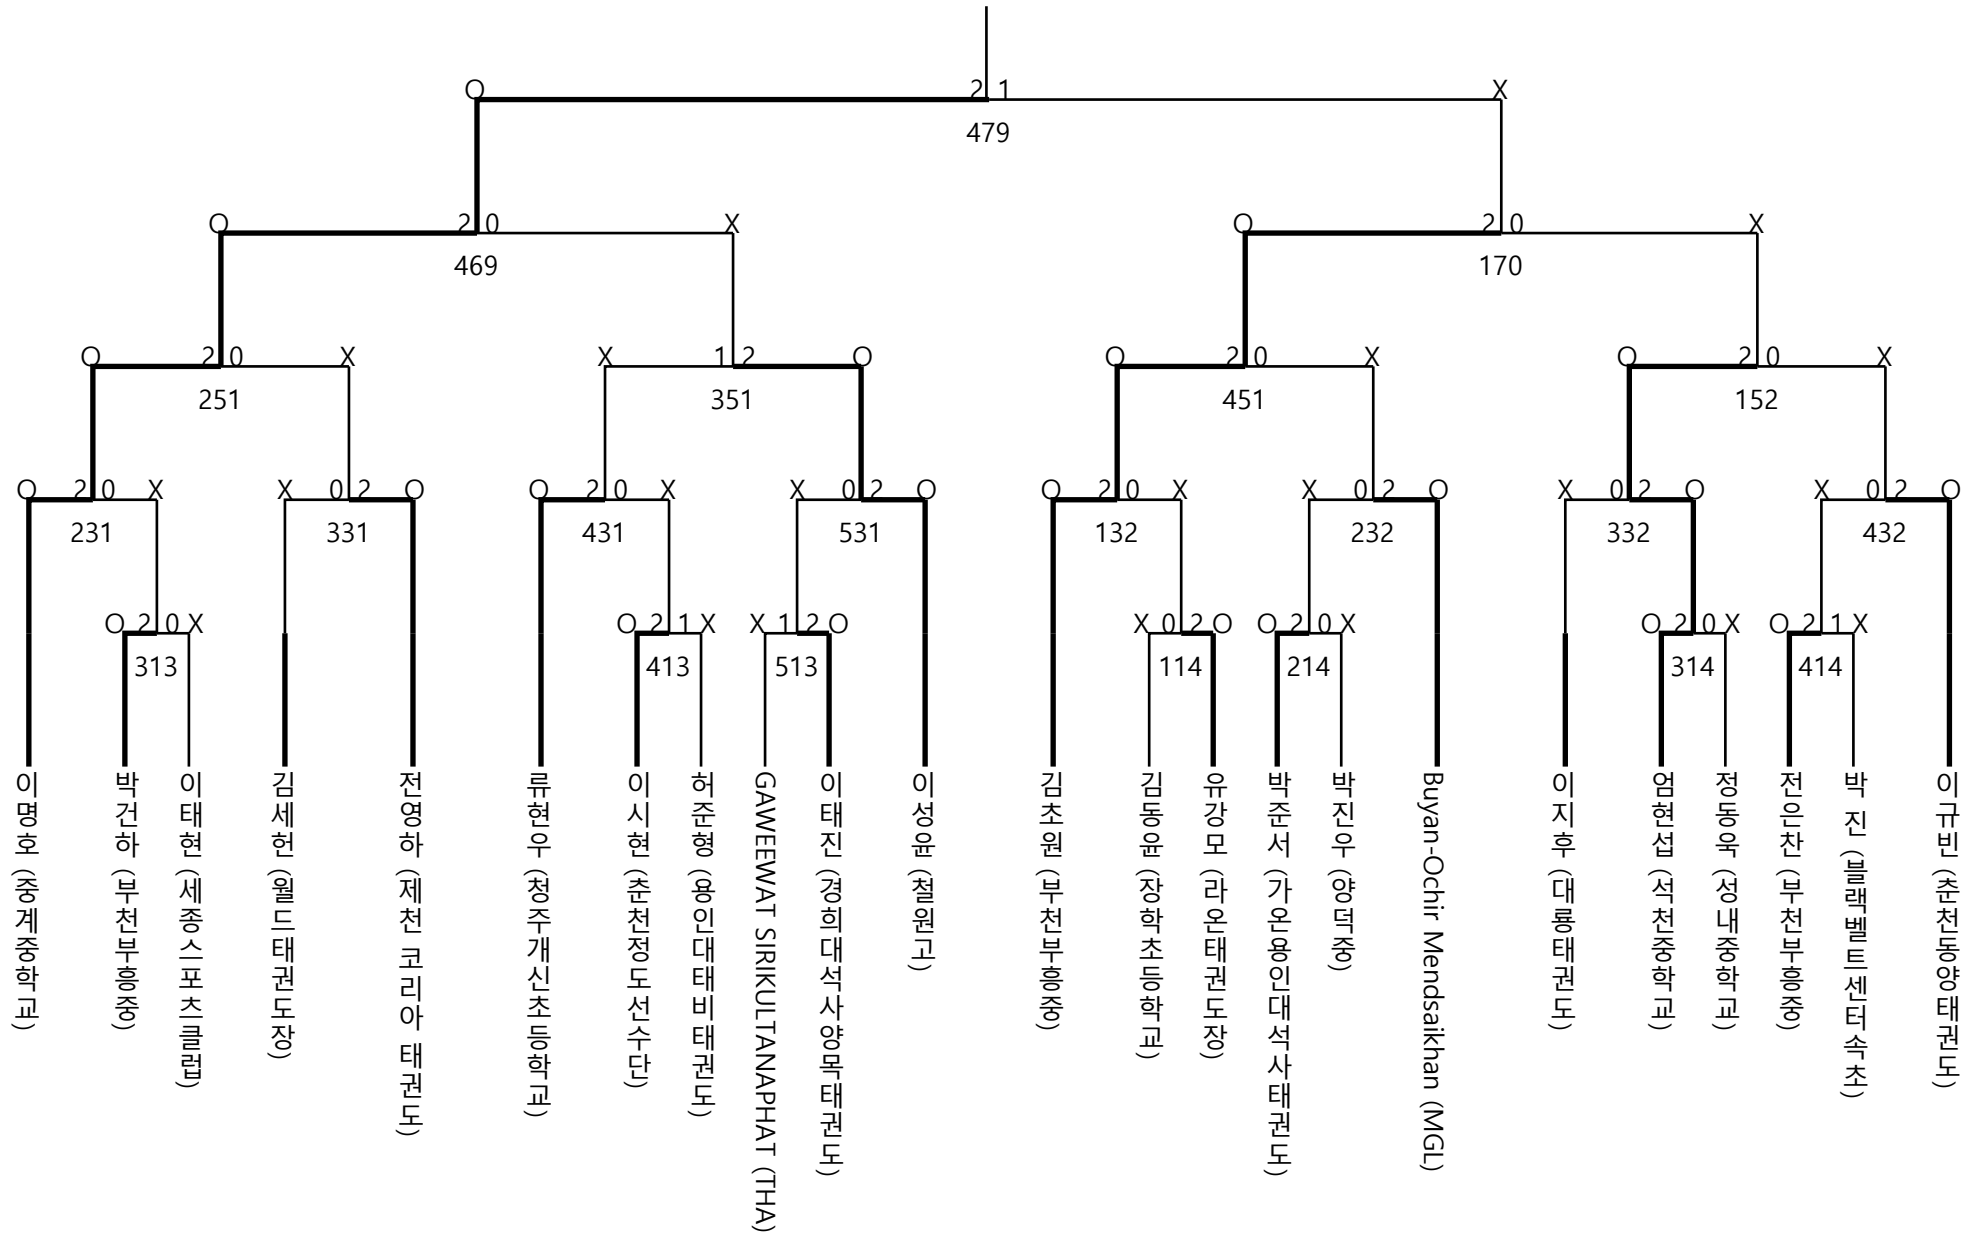 O 2 1 X
479
O 2 0 X O 2 0 X
469 170
O 2 0 X X 1 2 O O 2 0 X O 2 0 X
251 351 451 152
O 2 0 X X 0 2 O O 2 0 X X 0 2 O O 2 0 X X 0 2 O X 0 2 O X 0 2 O
231 331 431 531 132 232 332 432
O 2 0 X O 2 1 X X 1 2 O X 0 2 O O 2 0 X O 2 0 X O 2 1 X
313 413 513 114 214 314 414
이명호 (중계중학교)
박건하 (부천부흥중)
이태현 (세종스포츠클럽)
김세헌 (월드태권도장)
전영하 (제천 코리아 태권도)
류현우 (청주개신초등학교)
이시현 (춘천정도선수단)
허준형 (용인대태비태권도)
GAWEEWAT SIRIKULTANAPHAT (THA)
이태진 (경희대석사양목태권도)
이성윤 (철원고)
김초원 (부천부흥중)
김동윤 (장학초등학교)
유강모 (라온태권도장)
박준서 (가온용인대석사태권도)
박진우 (양덕중)
Buyan-Ochir Mendsaikhan (MGL)
이지후 (대룡태권도)
엄현섭 (석천중학교)
정동욱 (성내중학교)
전은찬 (부천부흥중)
박 진 (블랙벨트센터속초)
이규빈 (춘천동양태권도)